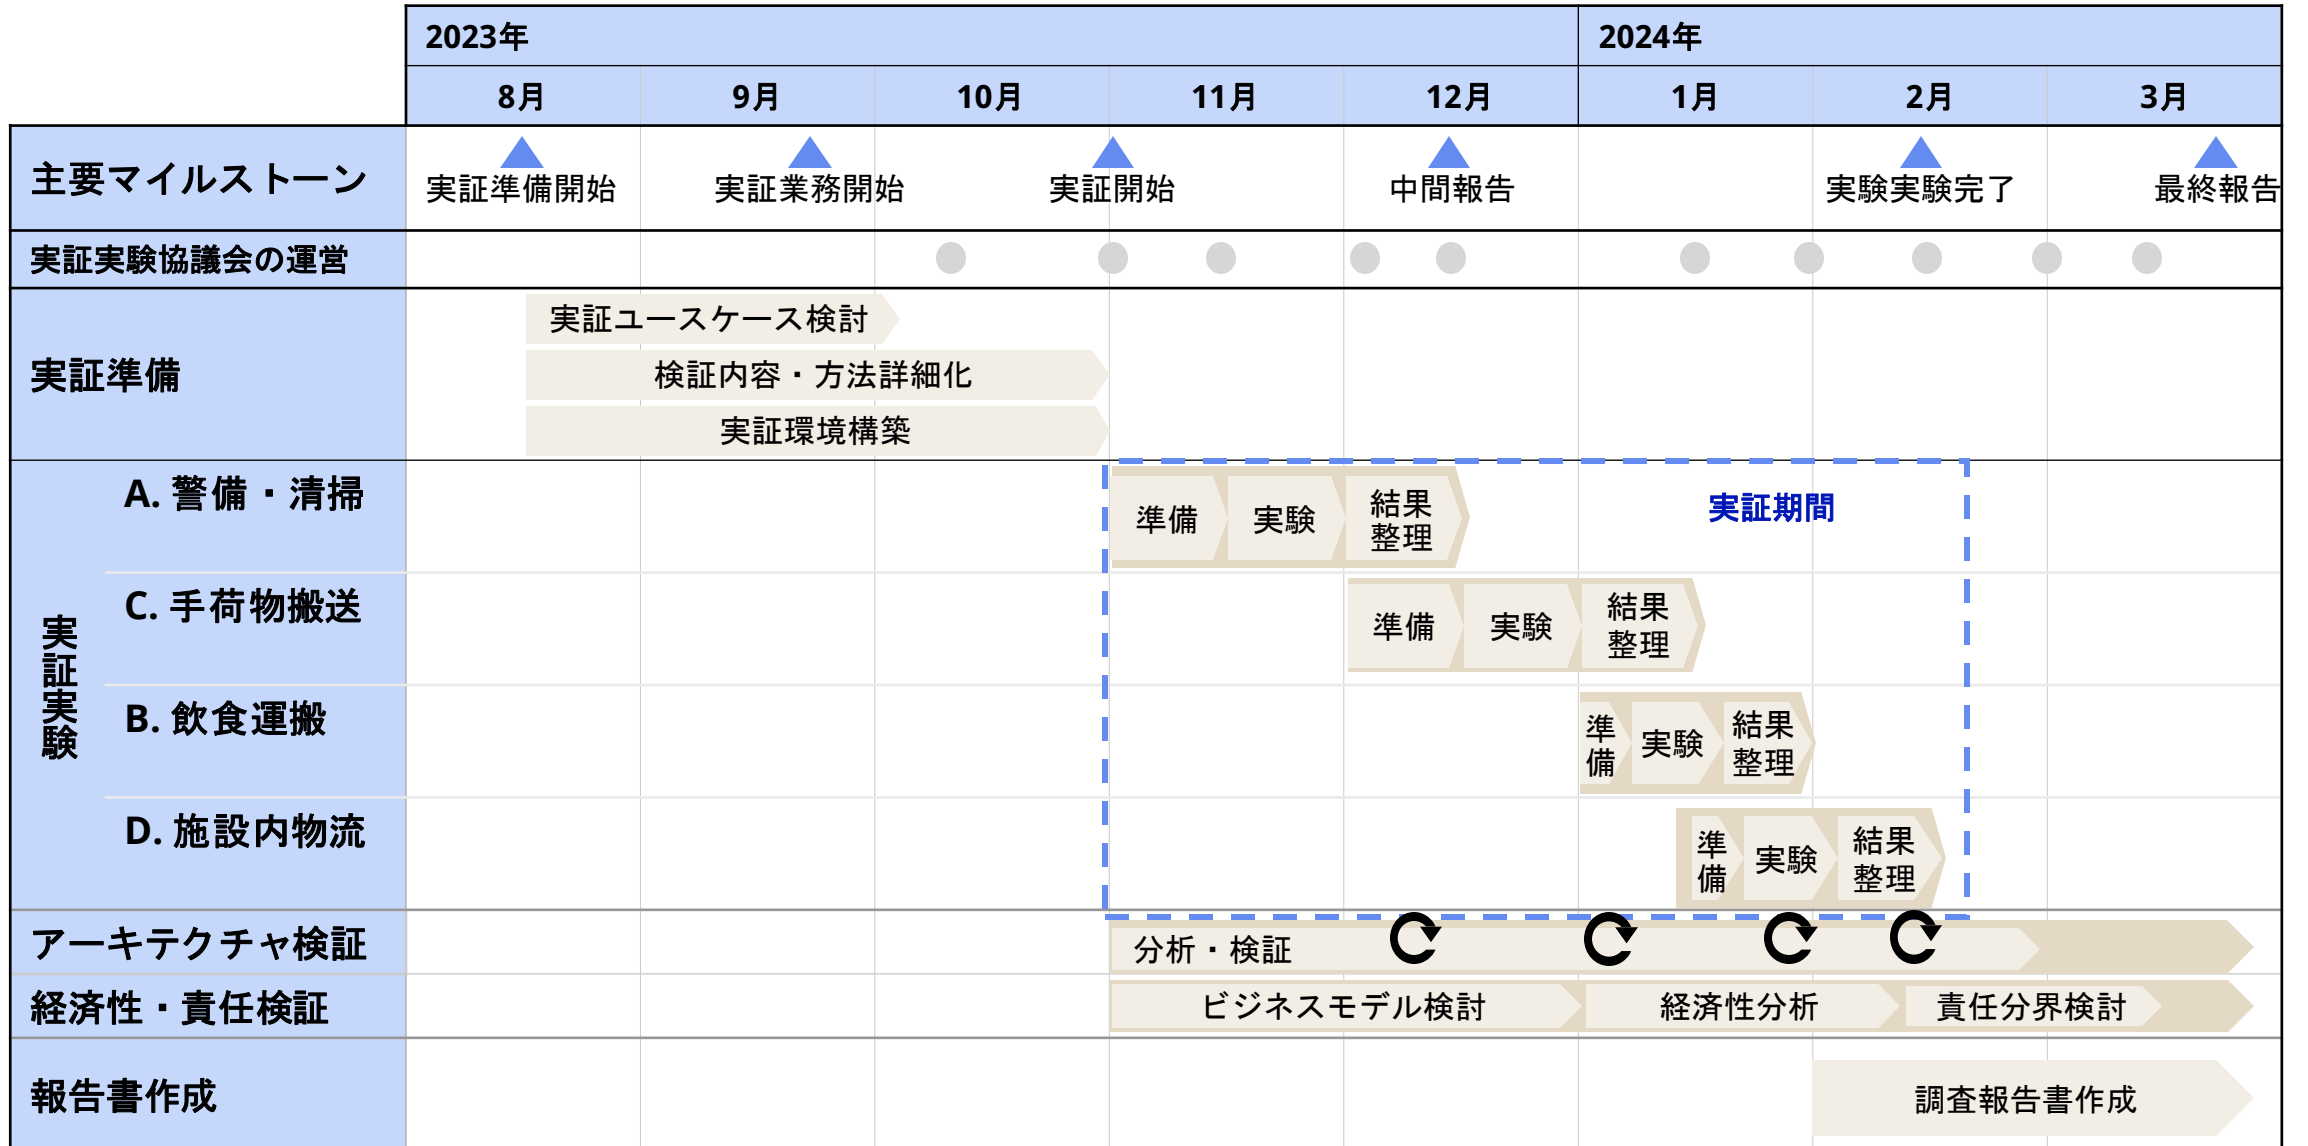 2023年
2024年
8月
9月
10月
11月
12月
1月
2月
3月
主要マイルストーン
実証準備開始
実証業務開始
実証開始
中間報告
実験実験完了
最終報告
実証実験協議会の運営
実証準備
実証ユースケース検討
検証内容・方法詳細化
実証環境構築
実証実験
A. 警備・清掃
準備
実験
結果
整理
実証期間
C. 手荷物搬送
準備
実験
結果
整理
B. 飲食運搬
準
備
実験
結果
整理
D. 施設内物流
準
備
実験
結果
整理
アーキテクチャ検証
分析・検証
経済性・責任検証
ビジネスモデル検討
経済性分析
責任分界検討
報告書作成
調査報告書作成